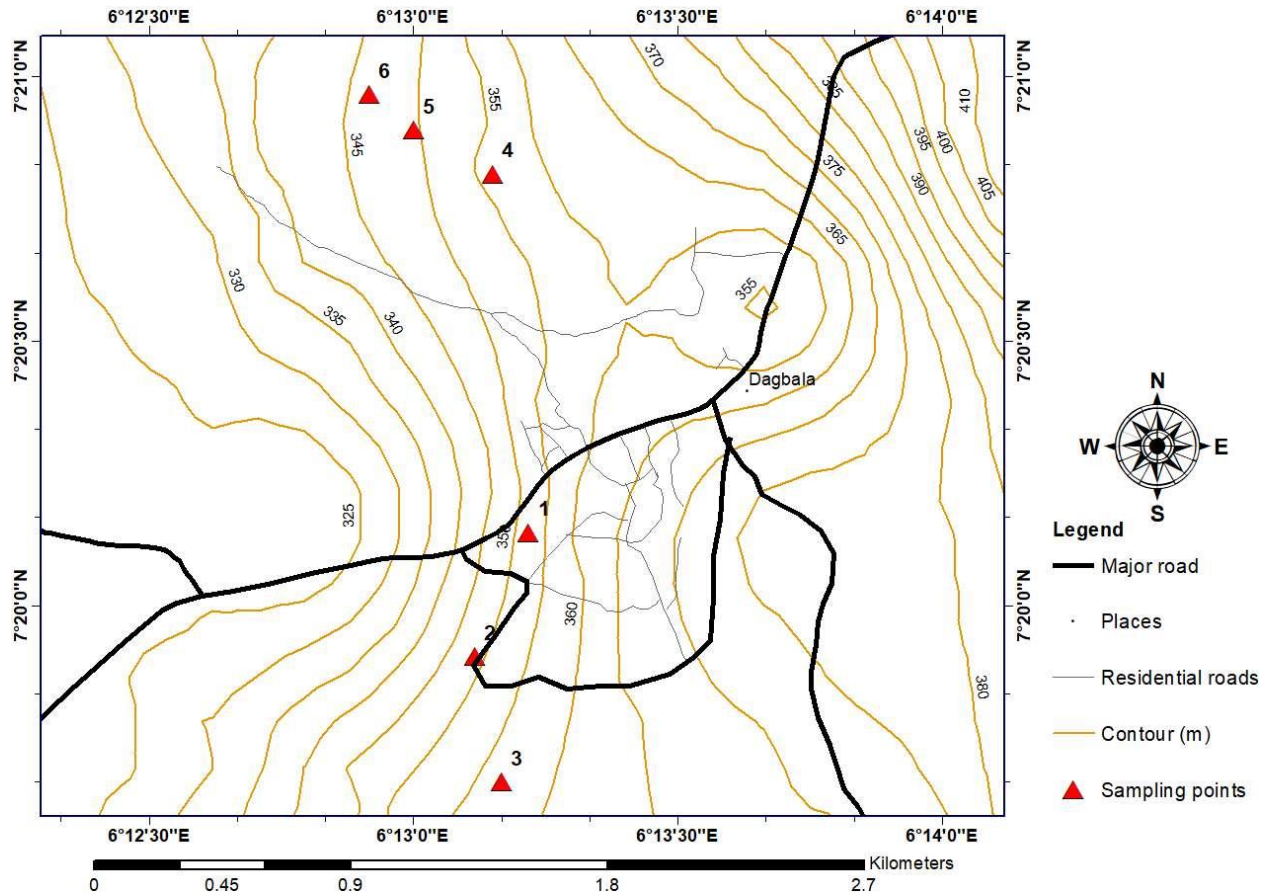 6°12'30"E 6°13'0"E 6°13'30"E 6°14'0"E
7°21'0"N
7°21'0"N
6
5
4
370
355
345
385
410
395
400
375
390
405
365
330
335
340
355
7°20'30"N
7°20'30"N
Dagbala
325
1
350
360
2
380
3
7°20'0"N
7°20'0"N
6°12'30"E 6°13'0"E 6°13'30"E 6°14'0"E
Kilometers
0 0.45 0.9 1.8 2.7
N
W E
S
Legend
Major road
Places
Residential roads
Contour (m)
Sampling points